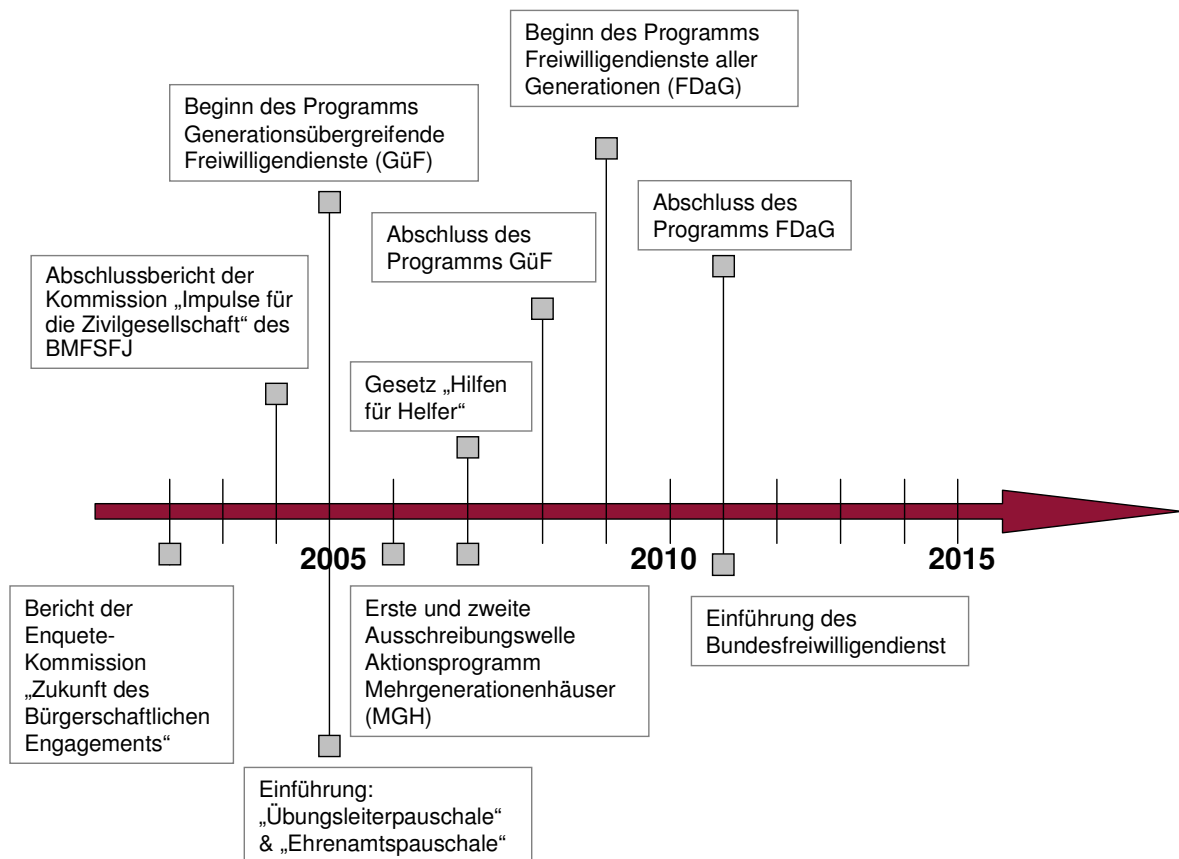 Beginn des Programms
Freiwilligendienste aller
Generationen (FDaG)
Beginn des Programms
Generationsübergreifende
Freiwilligendienste (GüF)
Abschluss des
Programms FDaG
Abschluss des
Programms GüF
Abschlussbericht der
Kommission „Impulse für
die Zivilgesellschaft“ des
BMFSFJ
Gesetz „Hilfen
für Helfer“
2005
2010
2015
Bericht der
Enquete-
Kommission
„Zukunft des
Bürgerschaftlichen
Engagements“
Erste und zweite
Ausschreibungswelle
Aktionsprogramm
Mehrgenerationenhäuser
(MGH)
Einführung des
Bundesfreiwilligendienst
Einführung:
„Übungsleiterpauschale“
& „Ehrenamtspauschale“